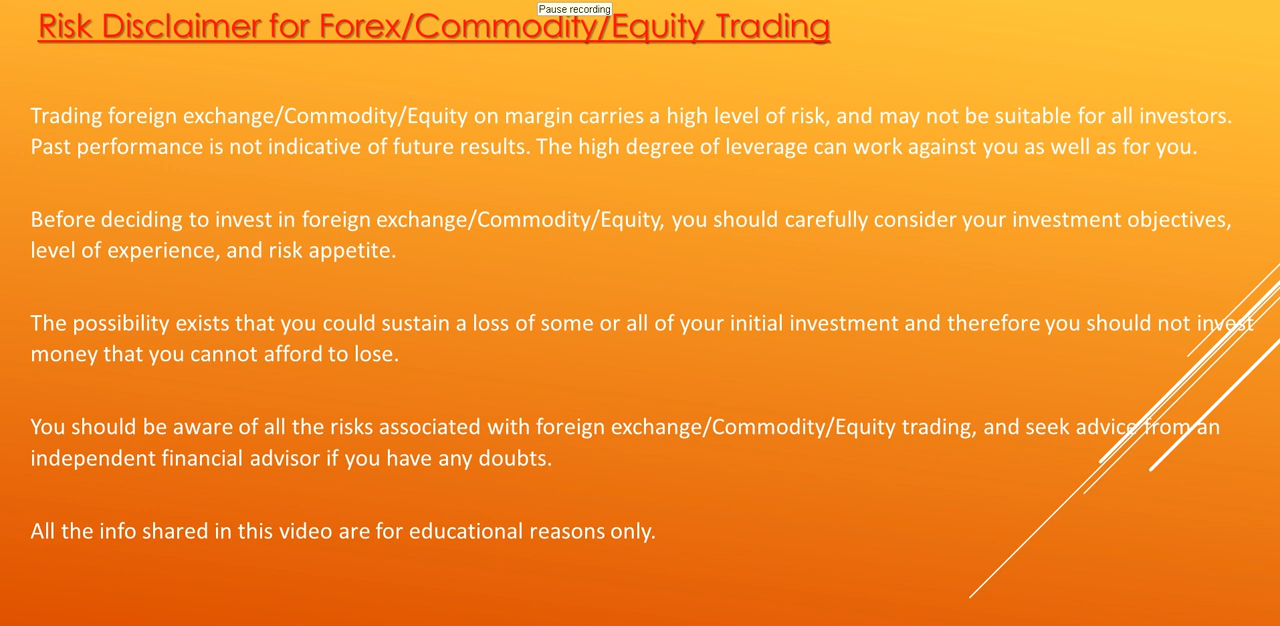 Pause recording
Risk Disclaimer for Forex/Commodity/Equity Trading
Trading foreign exchange/Commodity/Equity on margin carries a high level of risk, and may not be suitable for all investors.
Past performance is not indicative of future results. The high degree of leverage can work against you as well as for you.
Before deciding to invest in foreign exchange/Commodity/Equity, you should carefully consider your investment objectives,
level of experience, and risk appetite.
The possibility exists that you could sustain a loss of some or all of your initial investment and therefore you should not invest
money that you cannot afford to lose.
You should be aware of all the risks associated with foreign exchange/Commodity/Equity trading, and seek advice from an
independent financial advisor if you have any doubts.
All the info shared in this video are for educational reasons only.